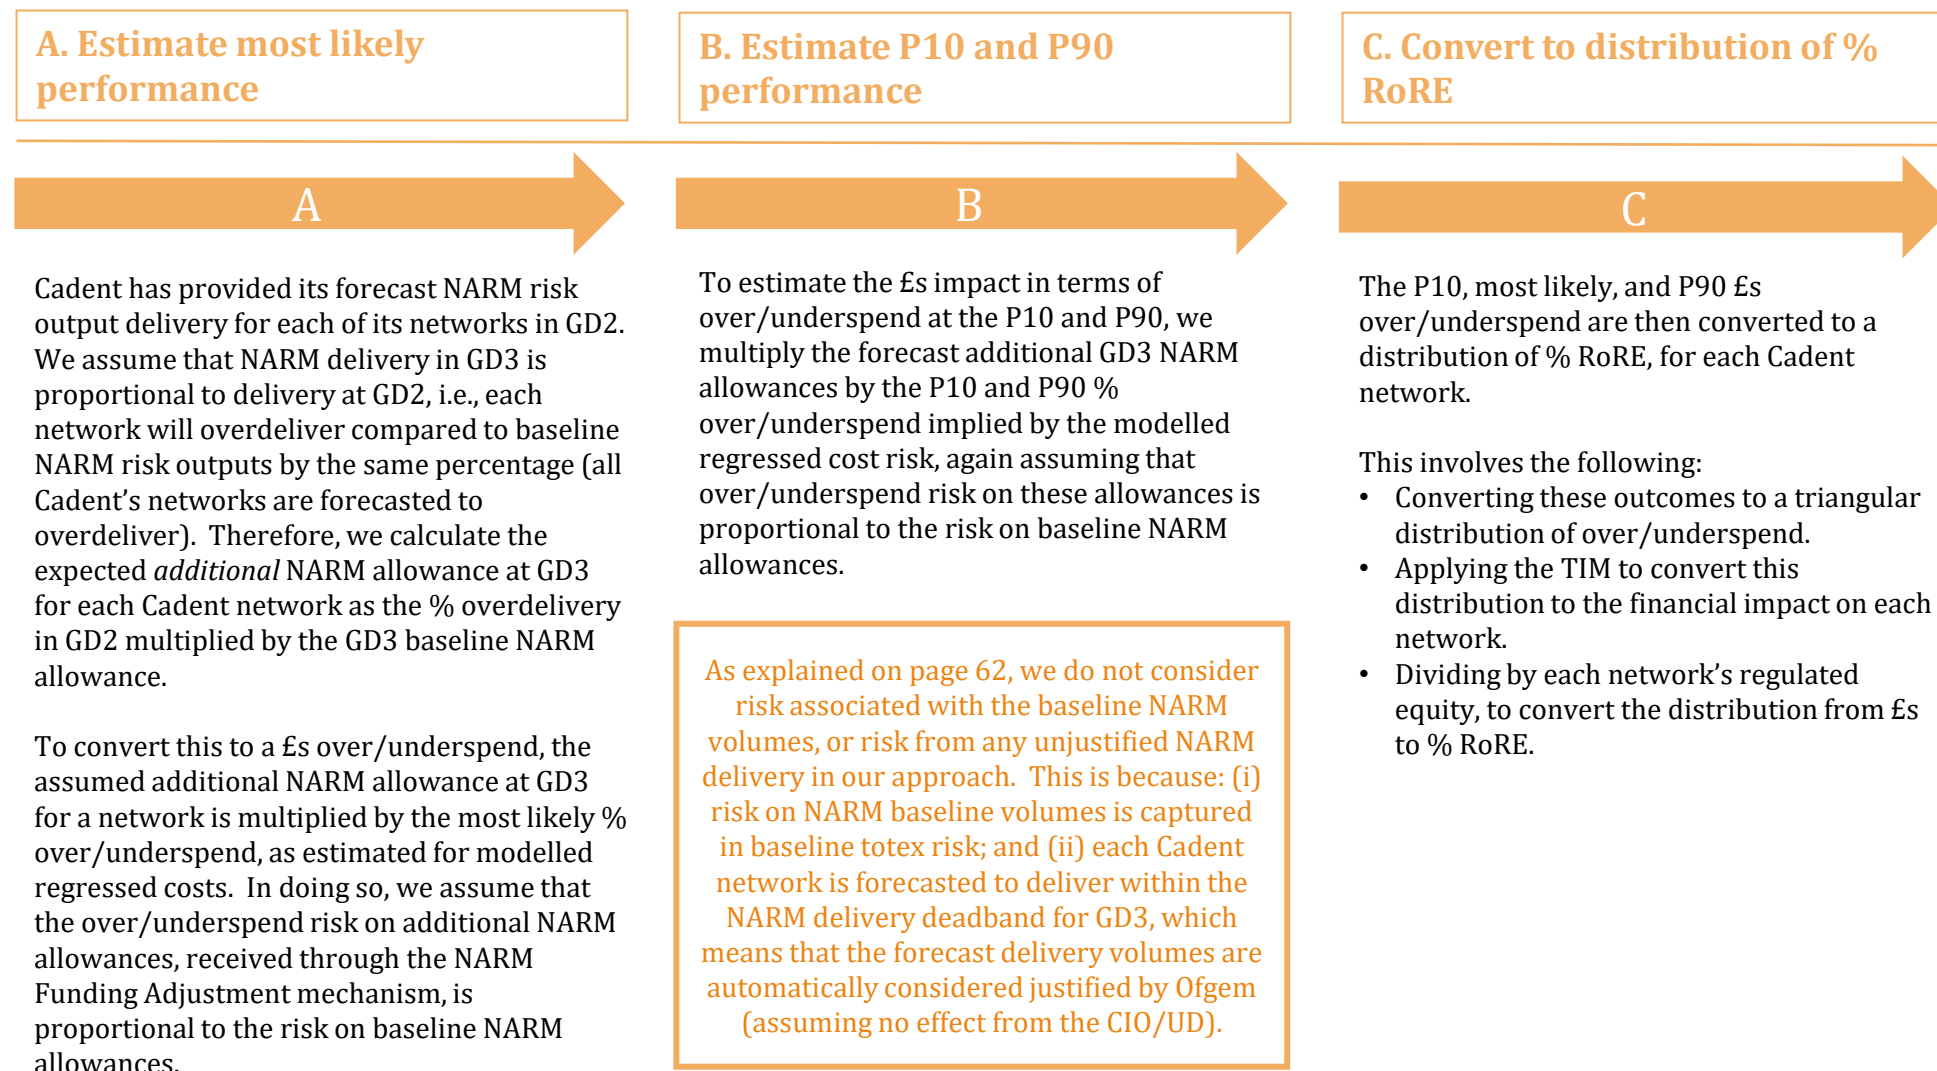 A. Estimate most likely
performance
A
Cadent has provided its forecast NARM risk
output delivery for each of its networks in GD2.
We assume that NARM delivery in GD3 is
proportional to delivery at GD2, i.e., each
network will overdeliver compared to baseline
NARM risk outputs by the same percentage (all
Cadent's networks are forecasted to
overdeliver). Therefore, we calculate the
expected additional NARM allowance at GD3
for each Cadent network as the % overdelivery
in GD2 multiplied by the GD3 baseline NARM
allowance.
To convert this to a £s over/underspend, the
assumed additional NARM allowance at GD3
for a network is multiplied by the most likely %
over/underspend, as estimated for modelled
regressed costs. In doing so, we assume that
the over/underspend risk on additional NARM
allowances, received through the NARM
Funding Adjustment mechanism, is
proportional to the risk on baseline NARM
allowances.
B. Estimate P10 and P90
performance
B
To estimate the £s impact in terms of
over/underspend at the P10 and P90, we
multiply the forecast additional GD3 NARM
allowances by the P10 and P90 %
over/underspend implied by the modelled
regressed cost risk, again assuming that
over/underspend risk on these allowances is
proportional to the risk on baseline NARM
allowances.
As explained on page 62, we do not consider
risk associated with the baseline NARM
volumes, or risk from any unjustified NARM
delivery in our approach. This is because: (i)
risk on NARM baseline volumes is captured
in baseline totex risk; and (ii) each Cadent
network is forecasted to deliver within the
NARM delivery deadband for GD3, which
means that the forecast delivery volumes are
automatically considered justified by Ofgem
(assuming no effect from the CIO/UD).
C. Convert to distribution of %
RoRE
C
The P10, most likely, and P90 £s
over/underspend are then converted to a
distribution of % RoRE, for each Cadent
network.
This involves the following:
• Converting these outcomes to a triangular
distribution of over/underspend.
• Applying the TIM to convert this
distribution to the financial impact on each
network.
• Dividing by each network's regulated
equity, to convert the distribution from £s
to % RoRE.